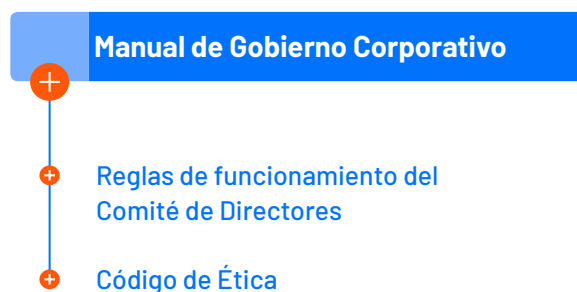 Manual de Gobierno Corporativo
Reglas de funcionamiento del
Comité de Directores
Código de Ética